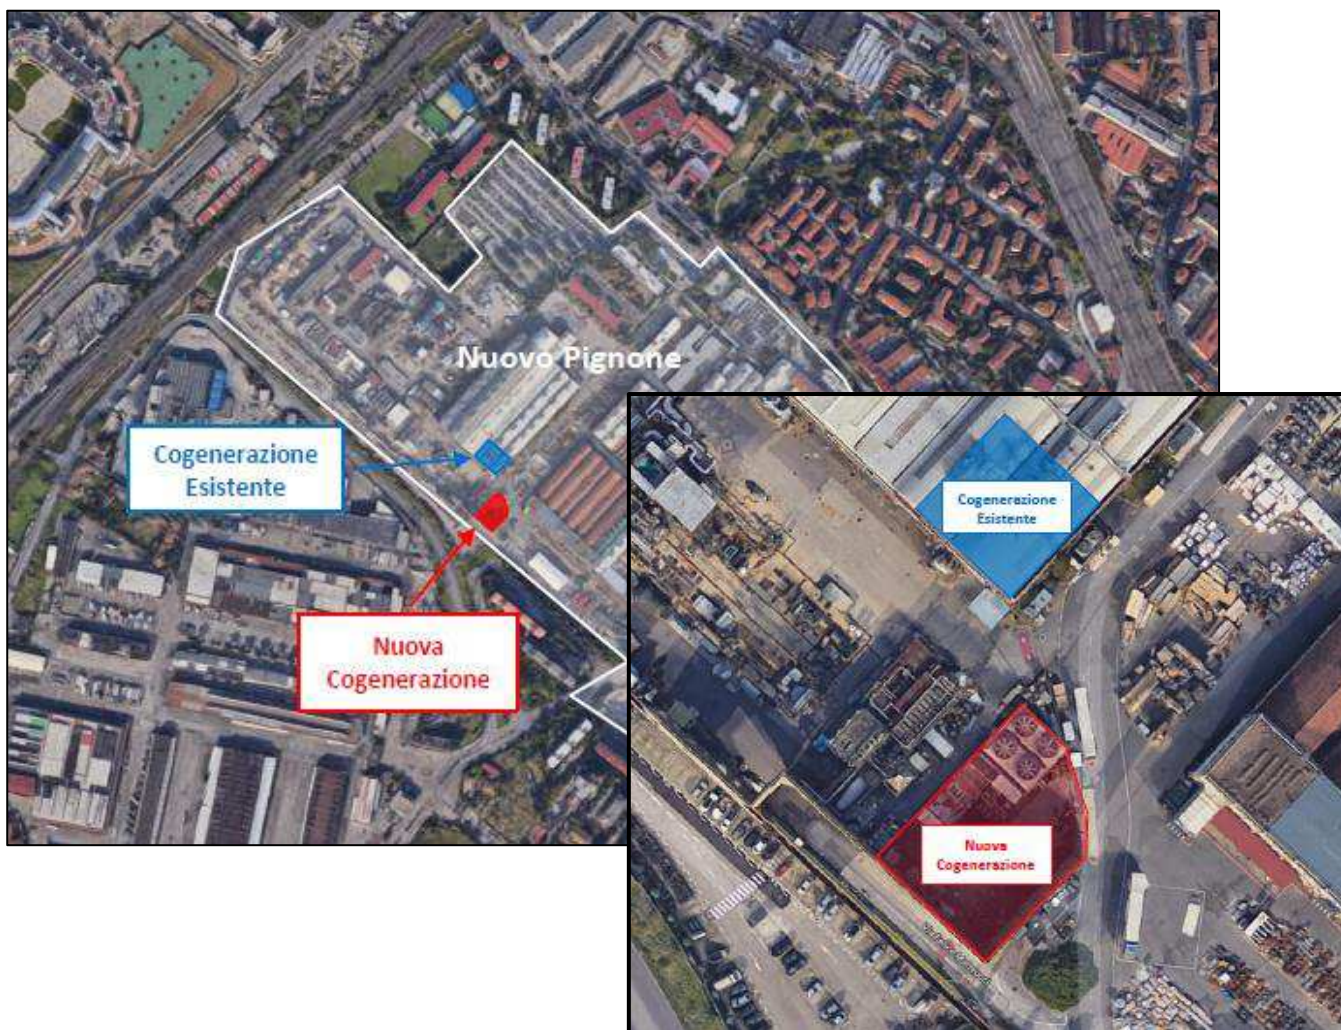 Nuovo Pignone
Cogenerazione
Esistente
Nuova
Cogenerazione
Cogenerazione
Esistente
Nuova
Cogenerazione